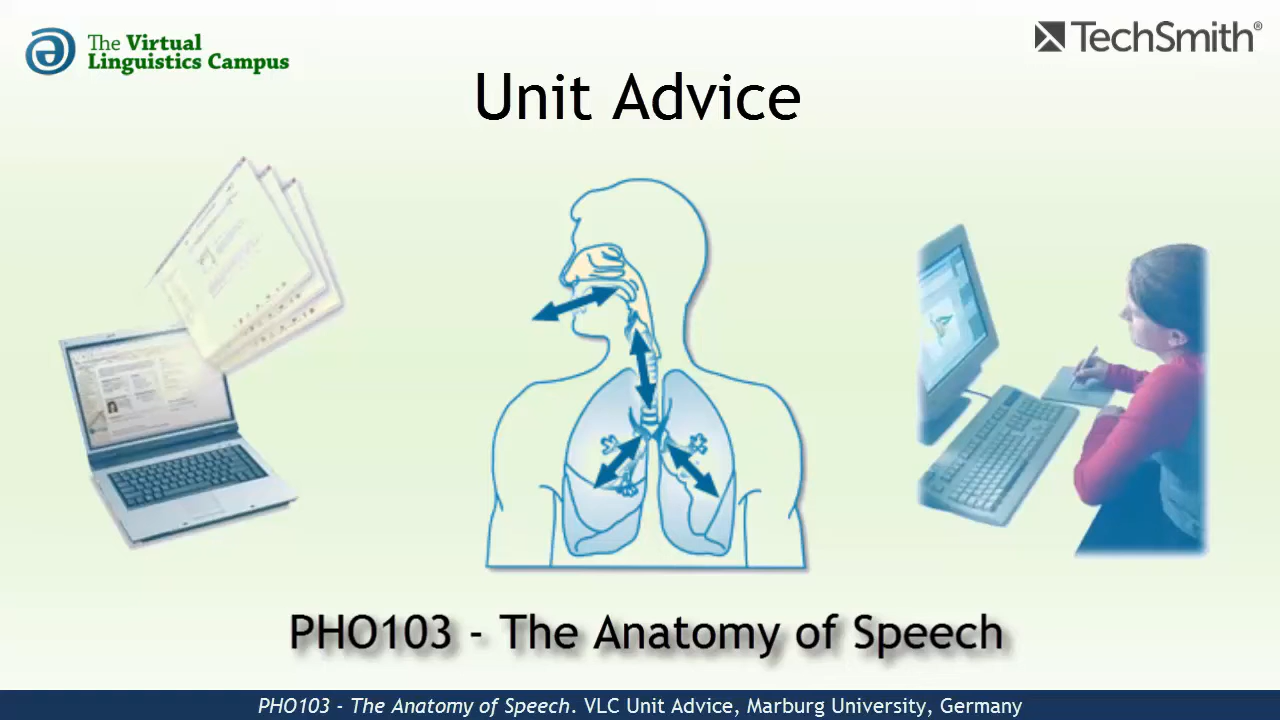 The Virtual
Linguistics Campus
TechSmith®
Unit Advice
PHO103 - The Anatomy of Speech
PHO103 - The Anatomy of Speech. VLC Unit Advice, Marburg University, Germany